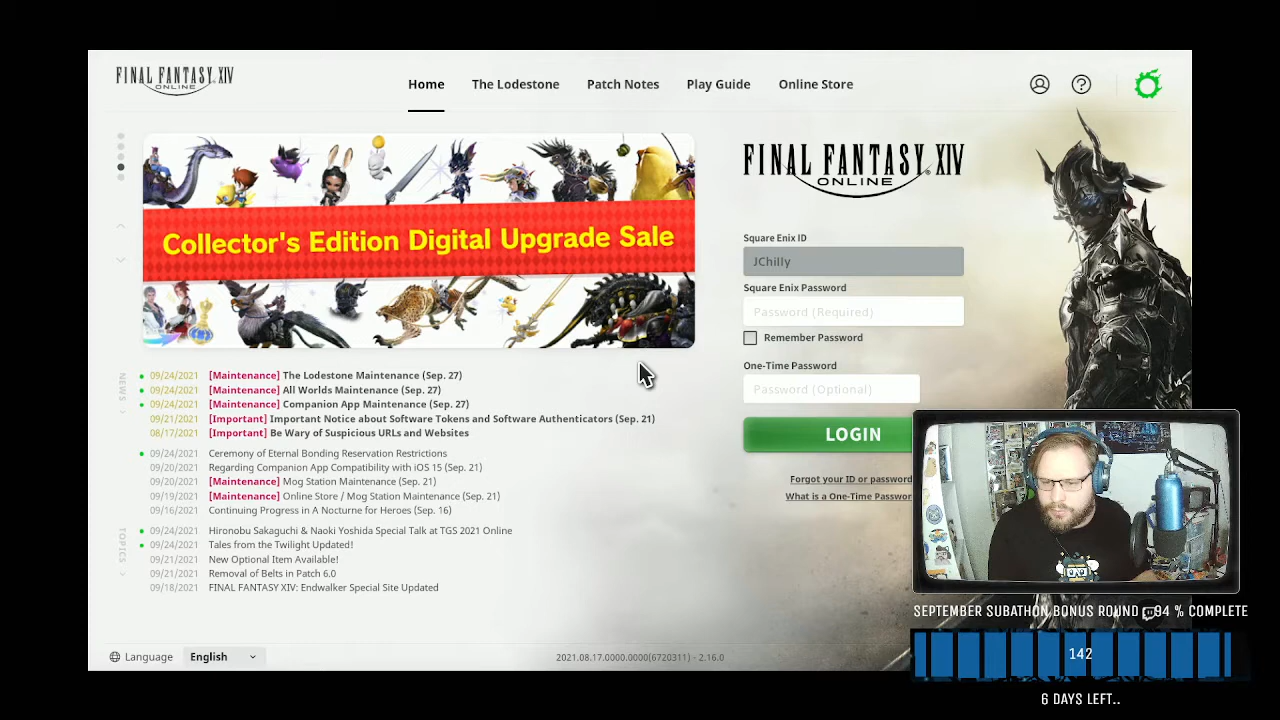 FINAL FANTASY XIV
ONLINE
Home
The Lodestone
Patch Notes
Play Guide
Online Store
Collector's Edition Digital Upgrade Sale
NEWS
09/24/2021 [Maintenance] The Lodestone Maintenance (Sep. 27)
09/24/2021 [Maintenance] All Worlds Maintenance (Sep. 27)
09/24/2021 [Maintenance] Companion App Maintenance (Sep. 27)
09/21/2021 [Important] Important Notice about Software Tokens and Software Authenticators (Sep. 21)
08/17/2021 [Important] Be Wary of Suspicious URLs and Websites
09/24/2021 Ceremony of Eternal Bonding Reservation Restrictions
09/20/2021 Regarding Companion App Compatibility with iOS 15 (Sep. 21)
09/20/2021 [Maintenance] Mog Station Maintenance (Sep. 21)
09/19/2021 [Maintenance] Online Store / Mog Station Maintenance (Sep. 21)
09/16/2021 Continuing Progress in A Nocturne for Heroes (Sep. 16)
TOPICS
09/24/2021 Hironobu Sakaguchi & Naoki Yoshida Special Talk at TGS 2021 Online
09/24/2021 Tales from the Twilight Updated!
09/21/2021 New Optional Item Available!
09/21/2021 Removal of Belts in Patch 6.0
09/18/2021 FINAL FANTASY XIV: Endwalker Special Site Updated
FINAL FANTASY XIV
ONLINE
Square Enix ID
JChilly
Square Enix Password
Password (Required)
Remember Password
One-Time Password
Password (Optional)
LOGIN
Forgot your ID or password
What is a One-Time Passwor
SEPTEMBER SUBATHON BONUS ROUND 94 % COMPLETE
142
6 DAYS LEFT..
Language English
2021.08.17.0000.0000(6720311) - 2.16.0